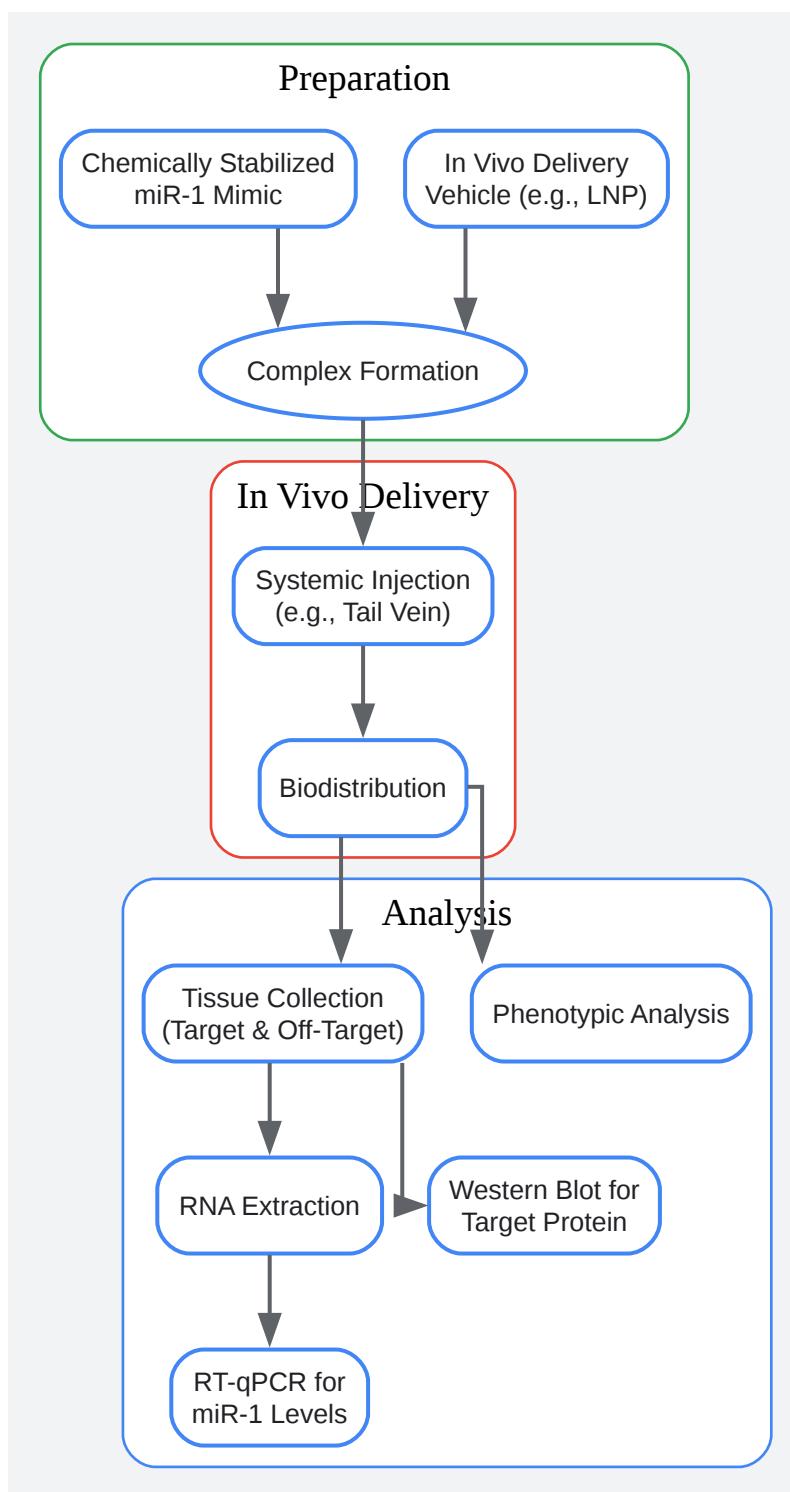 Preparation
Chemically Stabilized
miR-1 Mimic
In Vivo Delivery
Vehicle (e.g., LNP)
Complex Formation
In Vivo Delivery
Systemic Injection
(e.g., Tail Vein)
Biodistribution
Analysis
Tissue Collection
(Target & Off-Target)
Phenotypic Analysis
RNA Extraction
Western Blot for
Target Protein
RT-qPCR for
miR-1 Levels